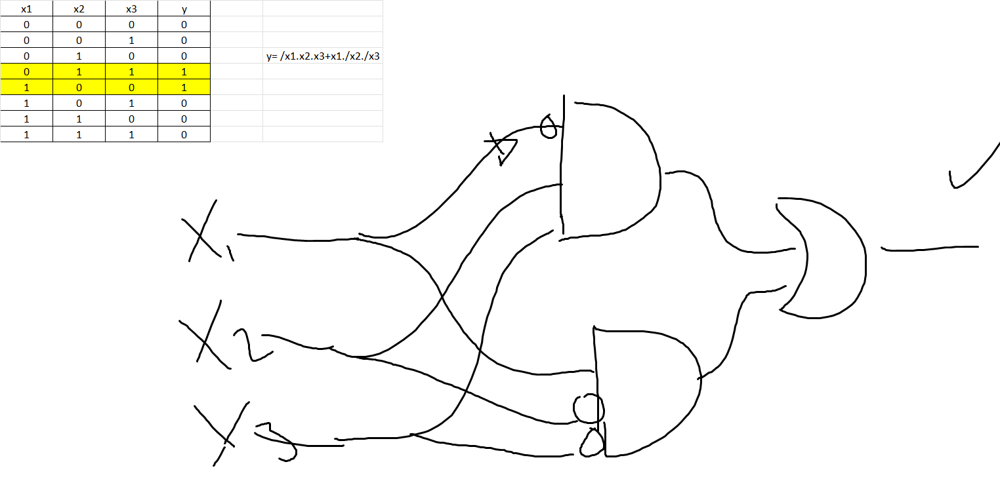 x1 x2 x3 y
0 0 0 0
0 0 1 0
0 1 0 0 y= /x1.x2.x3+x1./x2./x3
0 1 1 1
1 0 0 1
1 0 1 0
1 1 0 0
1 1 1 0
X1
X2
X3